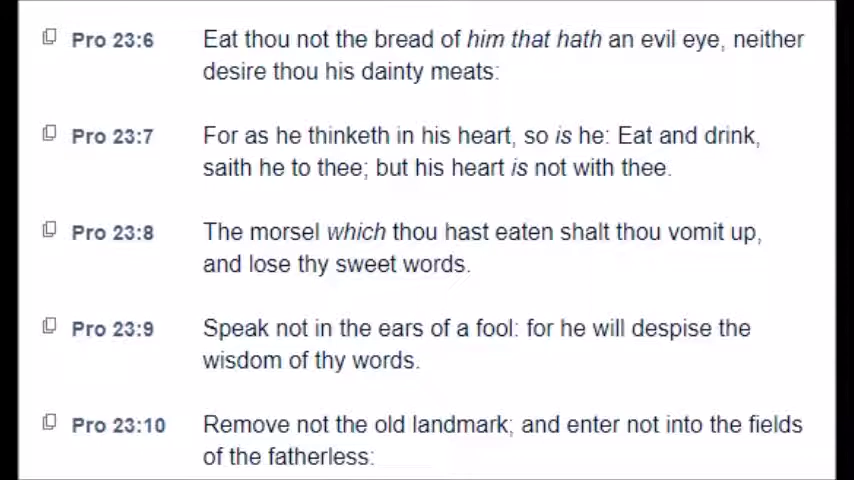 Pro 23:6 Eat thou not the bread of him that hath an evil eye, neither
desire thou his dainty meats:
Pro 23:7 For as he thinketh in his heart, so is he: Eat and drink,
saith he to thee; but his heart is not with thee.
Pro 23:8 The morsel which thou hast eaten shalt thou vomit up,
and lose thy sweet words.
Pro 23:9 Speak not in the ears of a fool: for he will despise the
wisdom of thy words.
Pro 23:10 Remove not the old landmark; and enter not into the fields
of the fatherless: